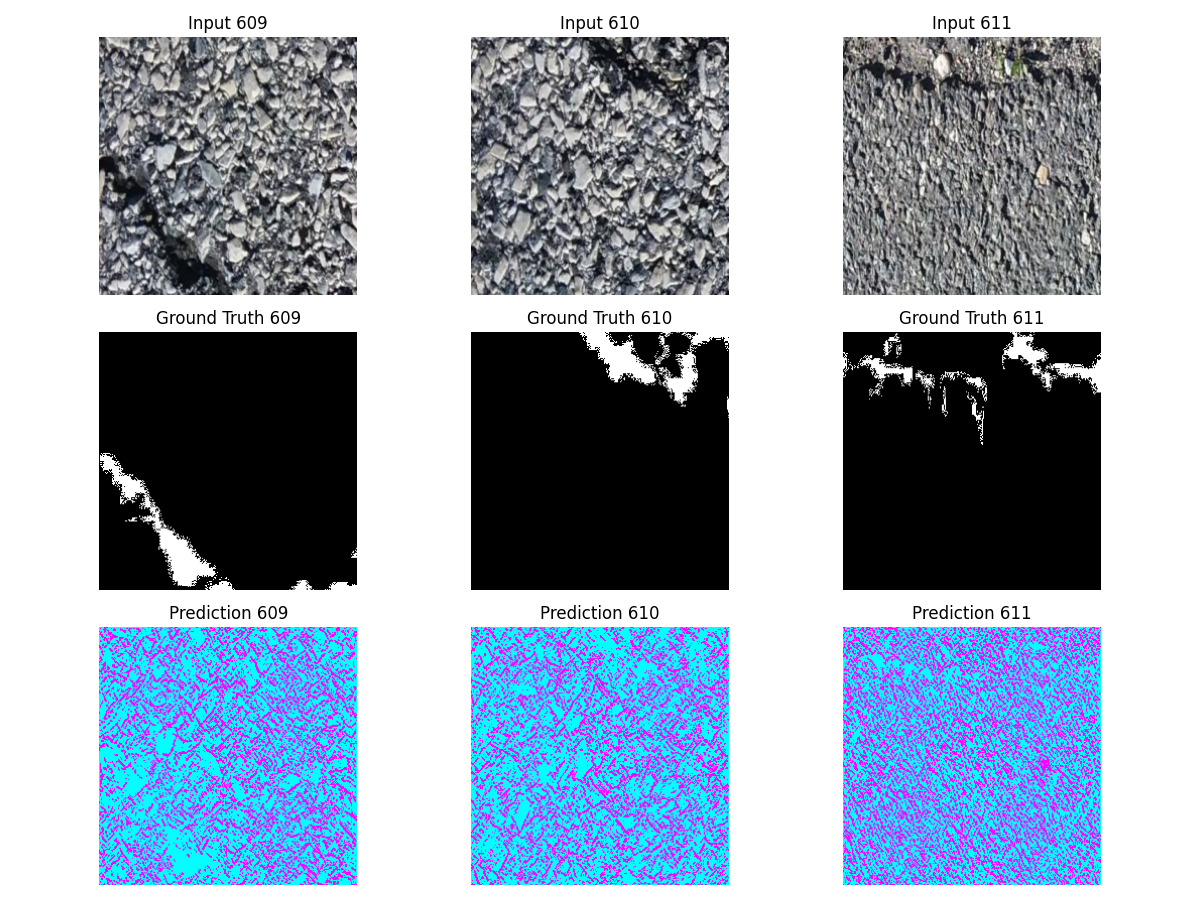 Input 609
Input 610
Input 611
Ground Truth 609
Ground Truth 610
Ground Truth 611
Prediction 609
Prediction 610
Prediction 611